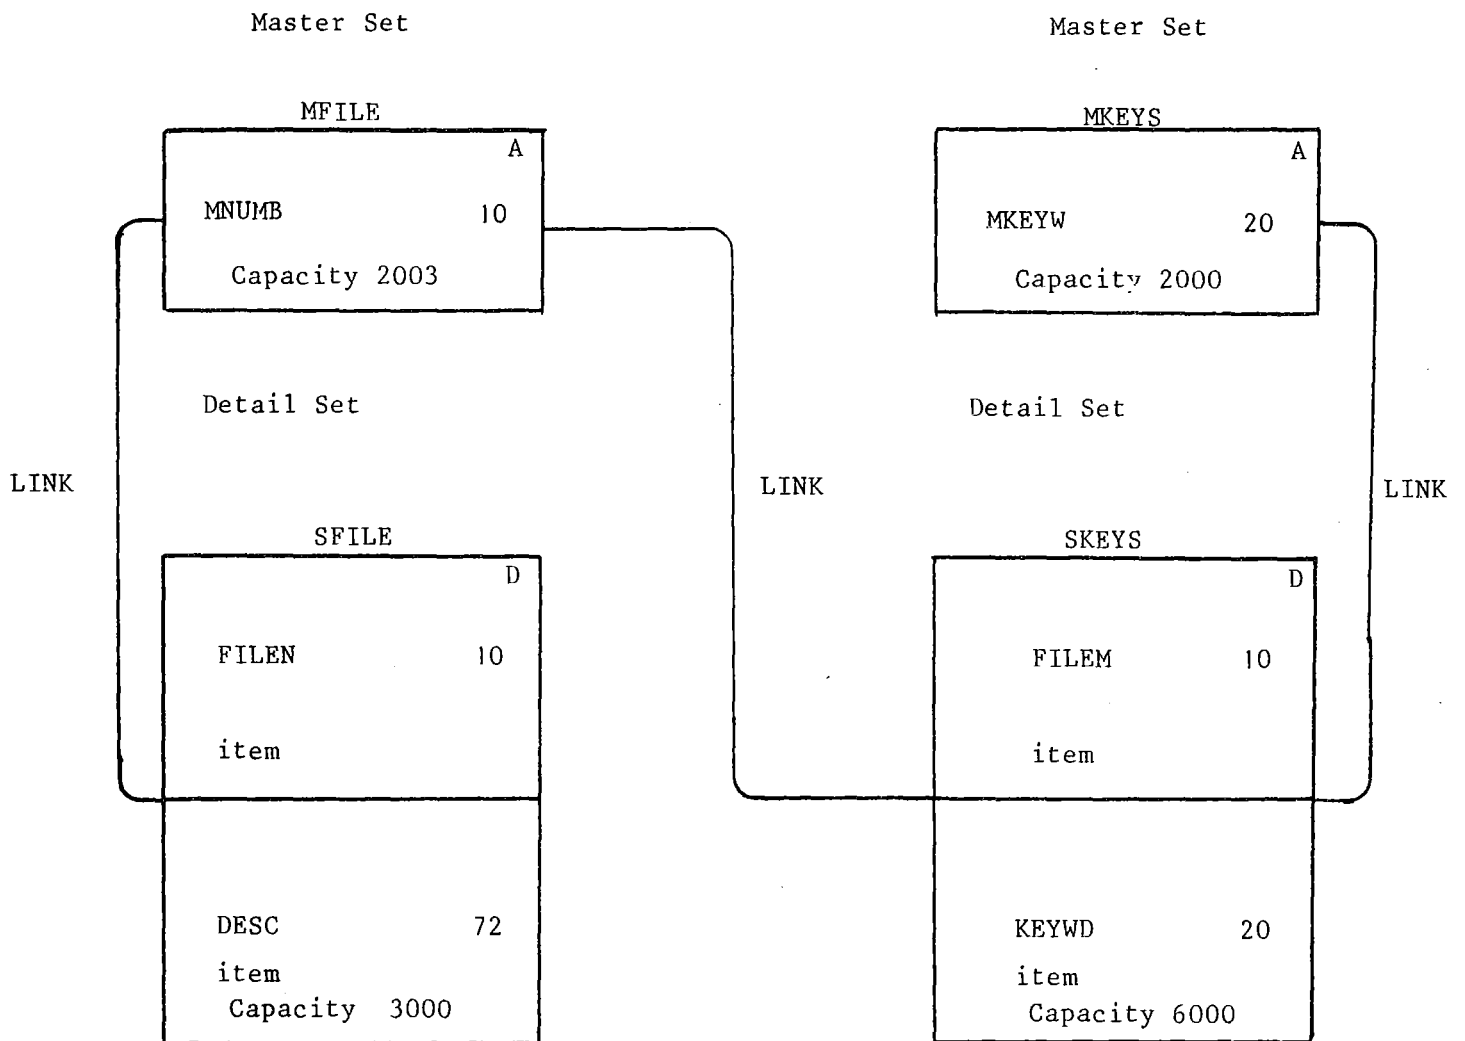 Master Set
Master Set
MFILE
MKEYS
A
A
MNUMB 10
MKEYW 20
Capacity 2003
Capacity 2000
Detail Set
Detail Set
LINK
LINK
LINK
SFILE
SKEYS
D
D
FILEN 10
FILEM 10
item
item
DESC 72
KEYWD 20
item
item
Capacity 3000
Capacity 6000